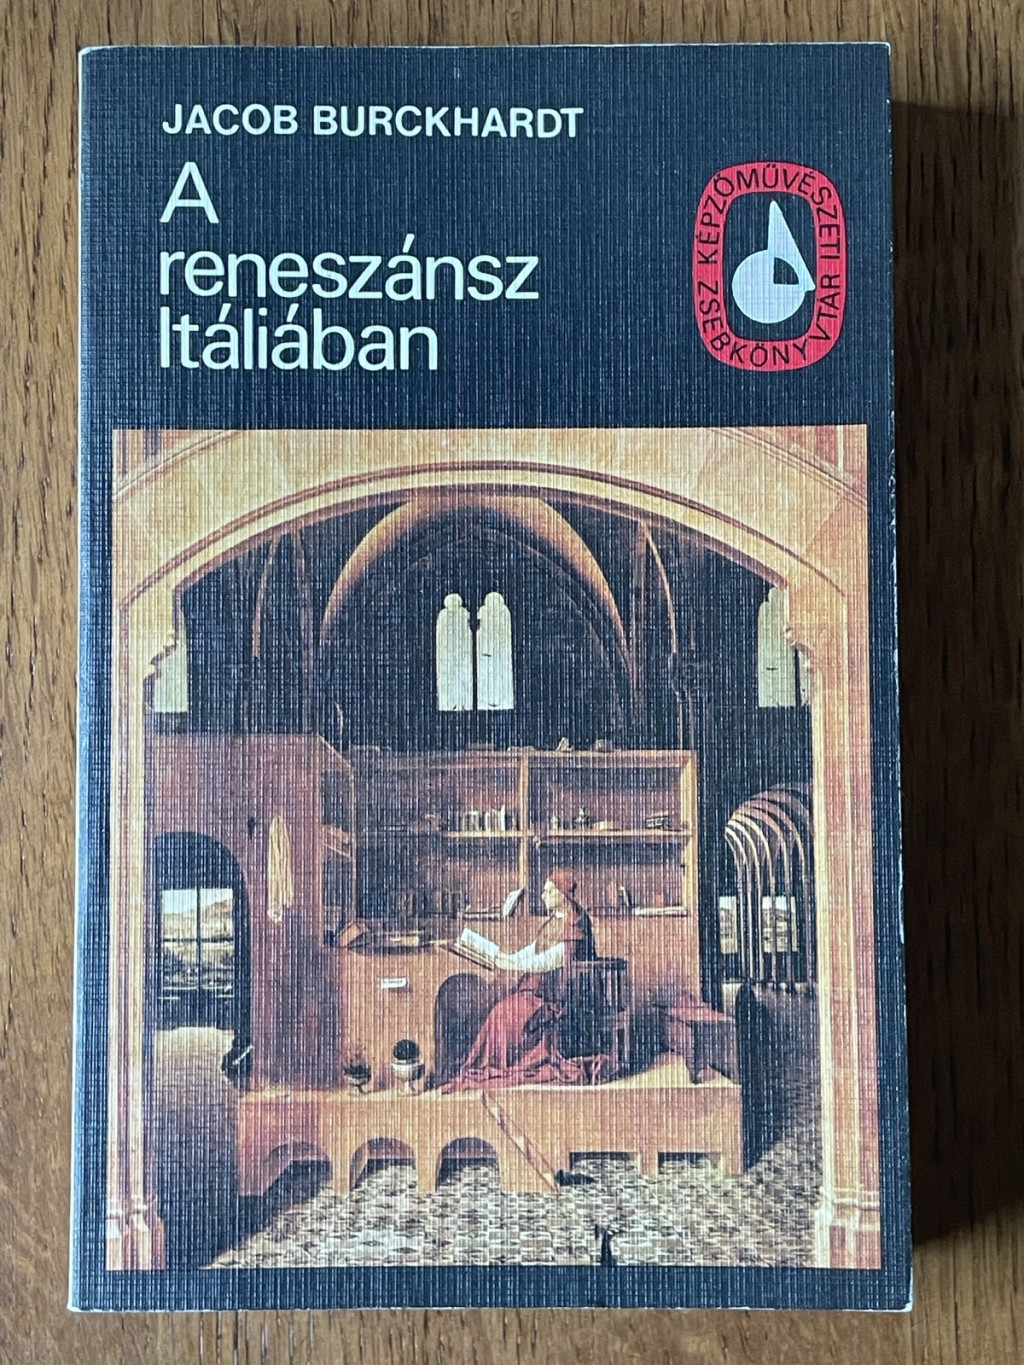 JACOB BURCKHARDT
A
reneszánsz
Itáliában
KÉPZŐMŰVÉSZETI
ZSEBKÖNYVTÁR